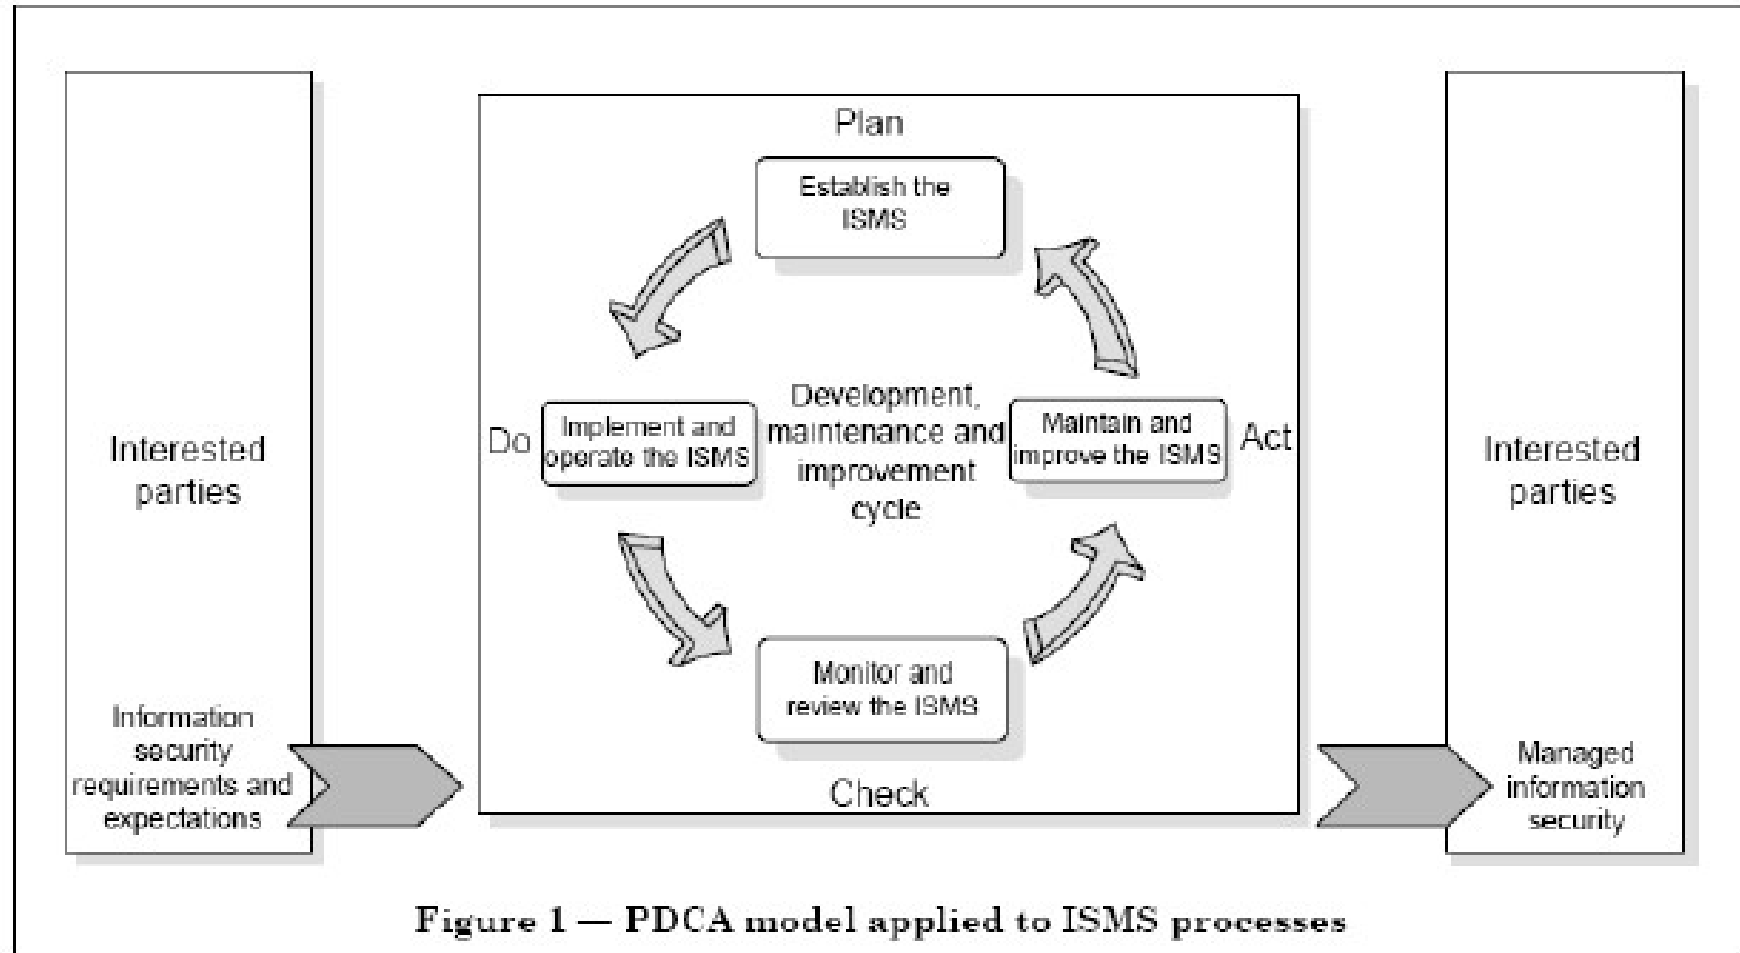 Plan
Establish the
ISMS
Do
Implement and
operate the ISMS
Development,
maintenance and
improvement
cycle
Maintain and
improve the ISMS
Act
Monitor and
review the ISMS
Check
Interested
parties
Information
security
requirements and
expectations
Interested
parties
Managed
information
security
Figure 1 — PDCA model applied to ISMS processes